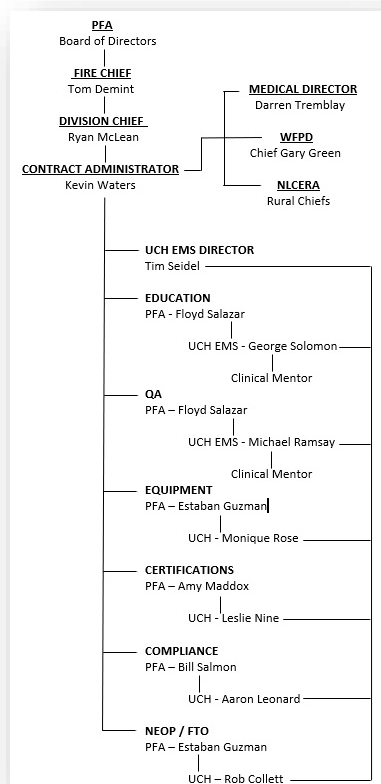 PFA
Board of Directors
FIRE CHIEF
Tom Demint
DIVISION CHIEF
Ryan McLean
CONTRACT ADMINISTRATOR
Kevin Waters
MEDICAL DIRECTOR
Darren Tremblay
WFPD
Chief Gary Green
NLCERA
Rural Chiefs
UCH EMS DIRECTOR
Tim Seidel
EDUCATION
PFA - Floyd Salazar
UCH EMS - George Solomon
Clinical Mentor
QA
PFA – Floyd Salazar
UCH EMS - Michael Ramsay
Clinical Mentor
EQUIPMENT
PFA – Estaban Guzman
UCH - Monique Rose
CERTIFICATIONS
PFA – Amy Maddox
UCH - Leslie Nine
COMPLIANCE
PFA – Bill Salmon
UCH - Aaron Leonard
NEOP / FTO
PFA – Estaban Guzman
UCH – Rob Collett